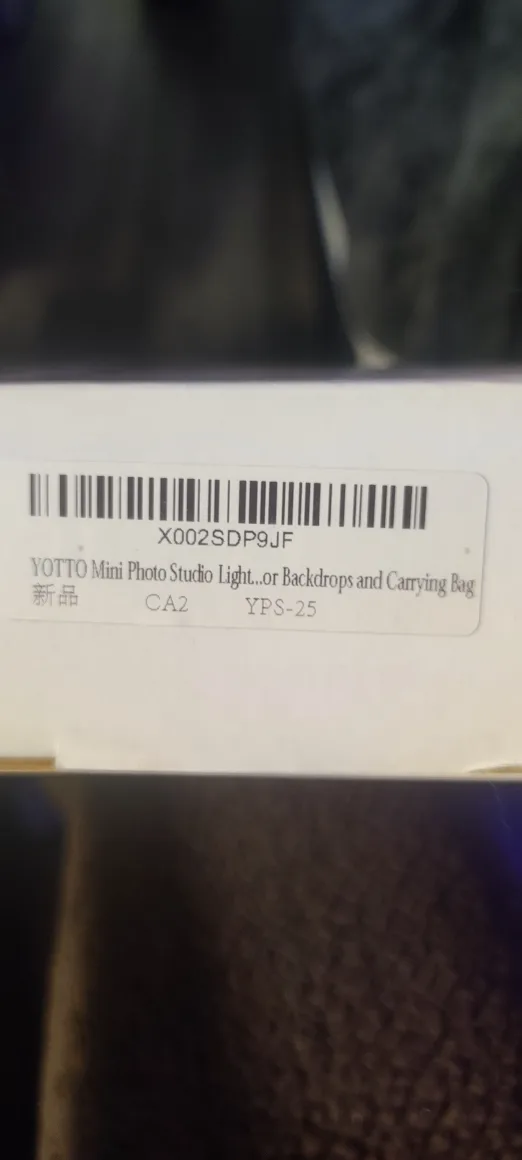 X002SDP9JF
YOTTO Mini Photo Studio Light...or Backdrops and Carrying Bag
新品 CA2 YPS-25